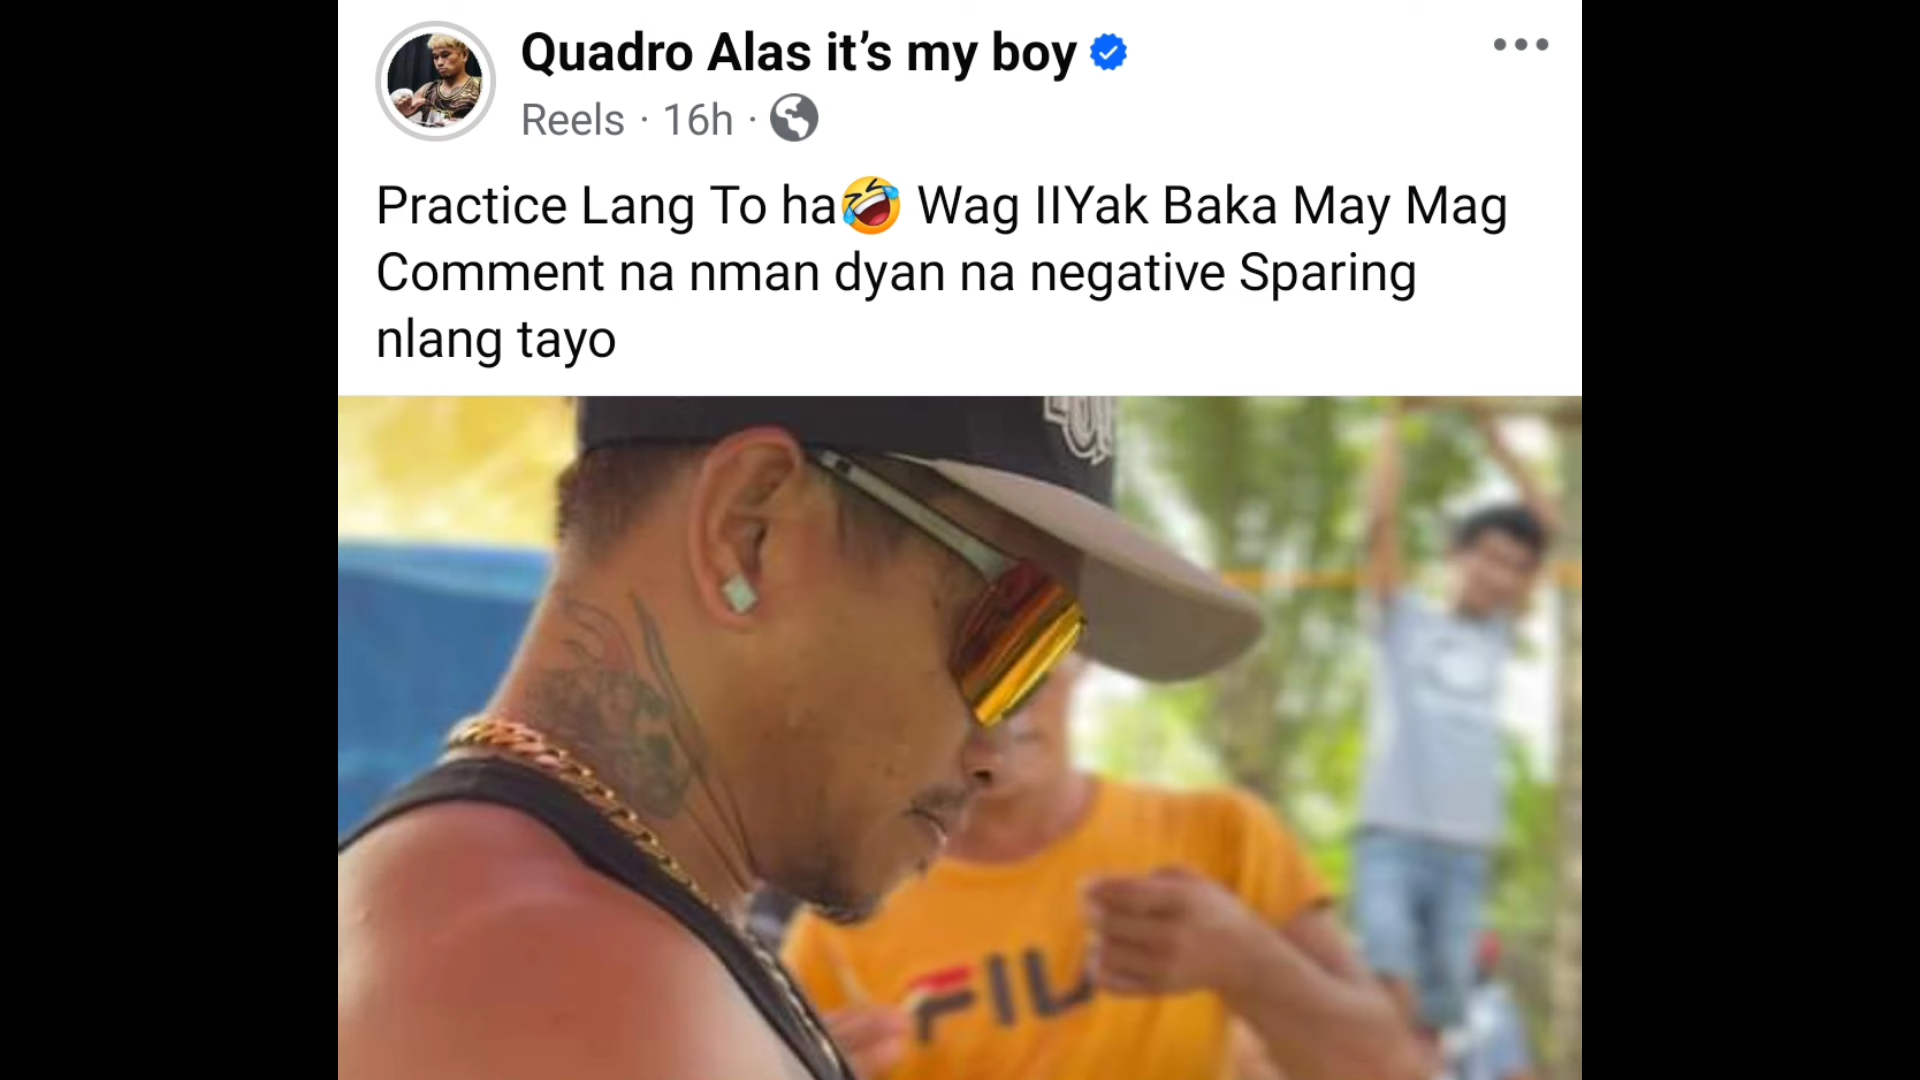 Quadro Alas it’s my boy
Reels · 16h ·
Practice Lang To ha🤣 Wag IIYak Baka May Mag
Comment na nman dyan na negative Sparing
nlang tayo
FILA